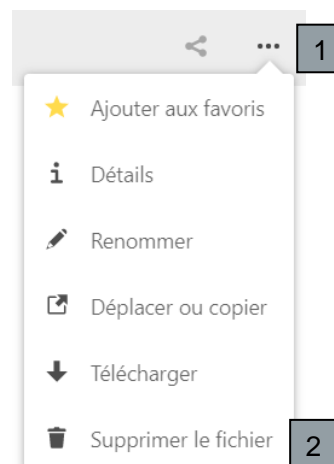 1
Ajouter aux favoris
Détails
Renommer
Déplacer ou copier
Télécharger
Supprimer le fichier 2